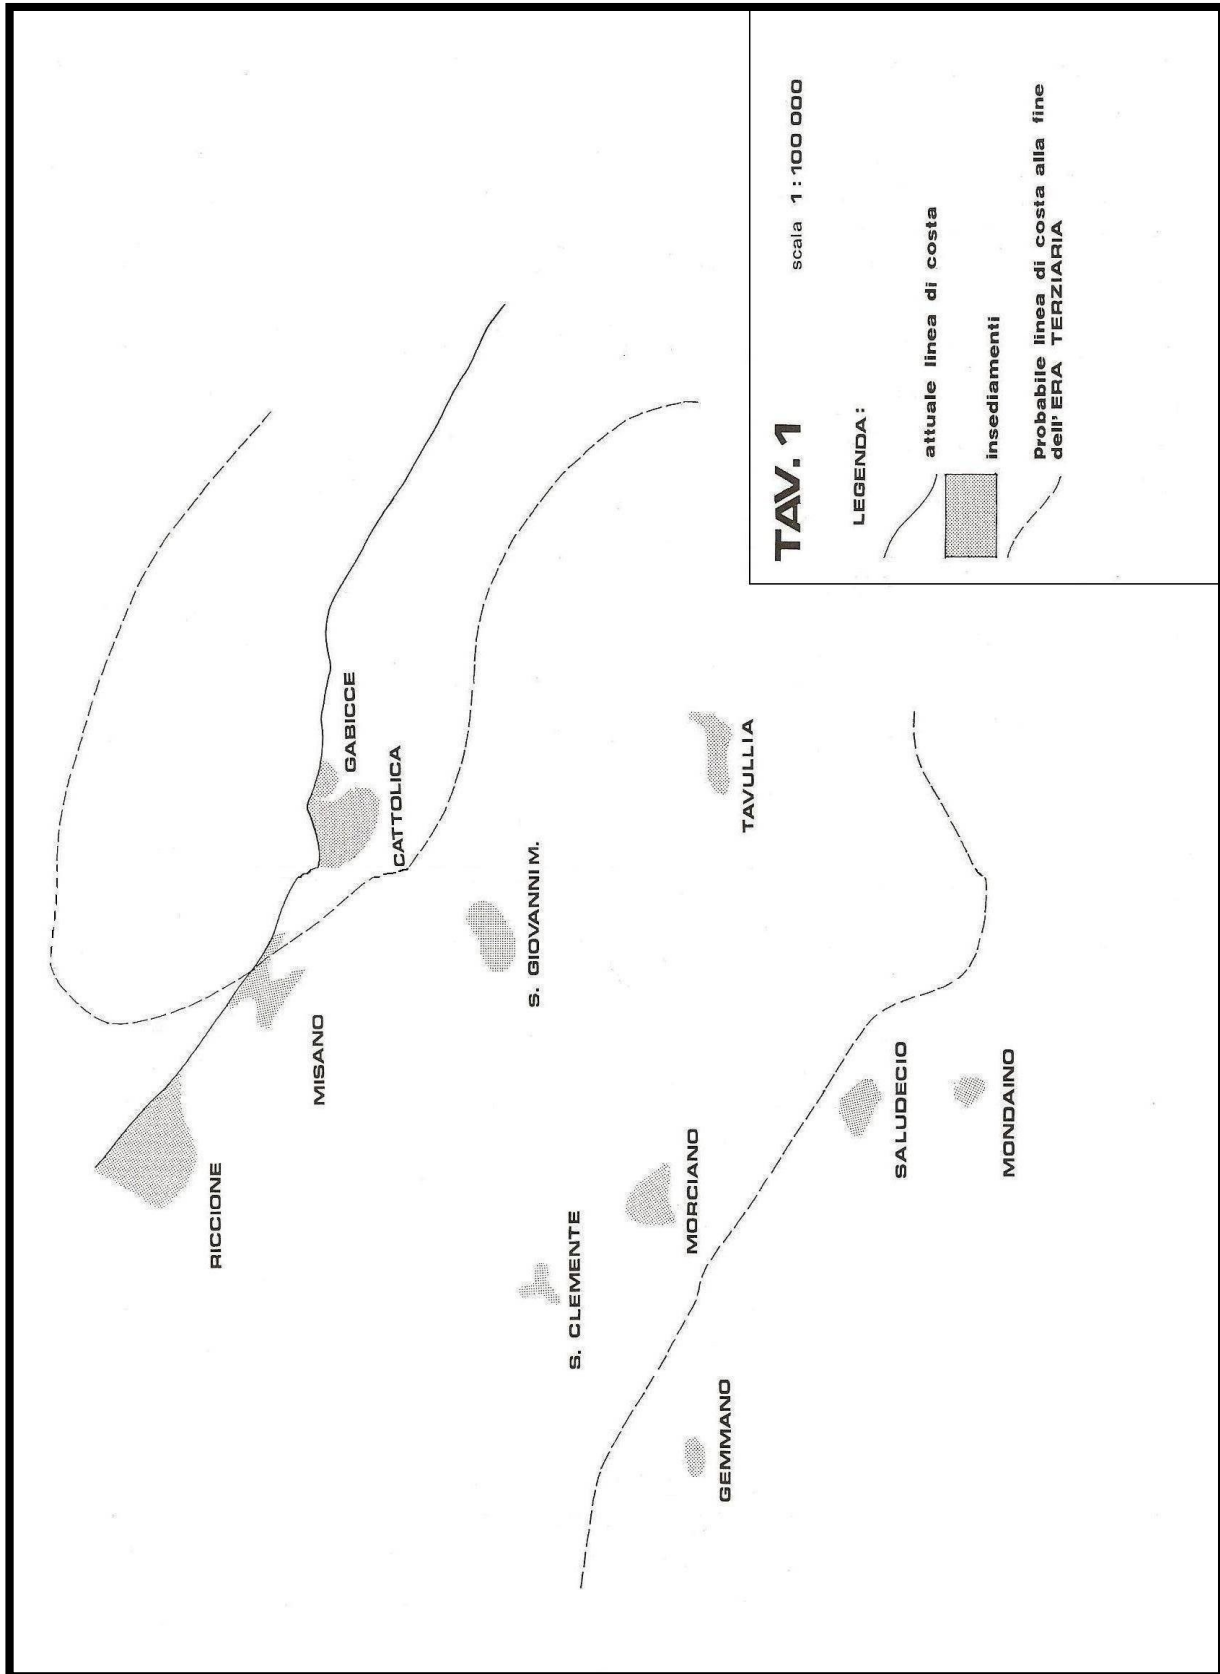 RICCIONE
MISANO
GABICCE
CATTOLICA
S. GIOVANNI M.
S. CLEMENTE
MORCIANO
TAVULLIA
GEMMANO
SALUDECIO
MONDAINO
TAV. 1
scala 1:100 000
LEGENDA:
attuale linea di costa
insediamenti
Probabile linea di costa alla fine
dell' ERA TERZIARIA